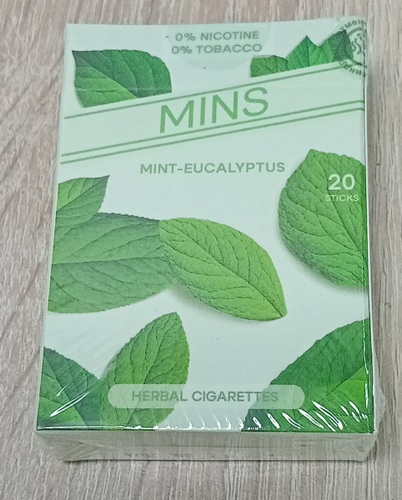 0% NICOTINE
0% TOBACCO
MINS
MINT-EUCALYPTUS
20
STICKS
HERBAL CIGARETTES